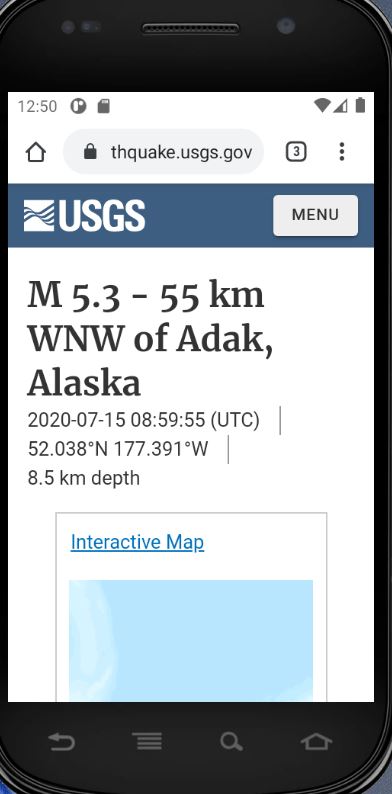 12:50
thquake.usgs.gov
3
USGS
MENU
M 5.3 - 55 km
WNW of Adak,
Alaska
2020-07-15 08:59:55 (UTC)
52.038°N 177.391°W
8.5 km depth
Interactive Map